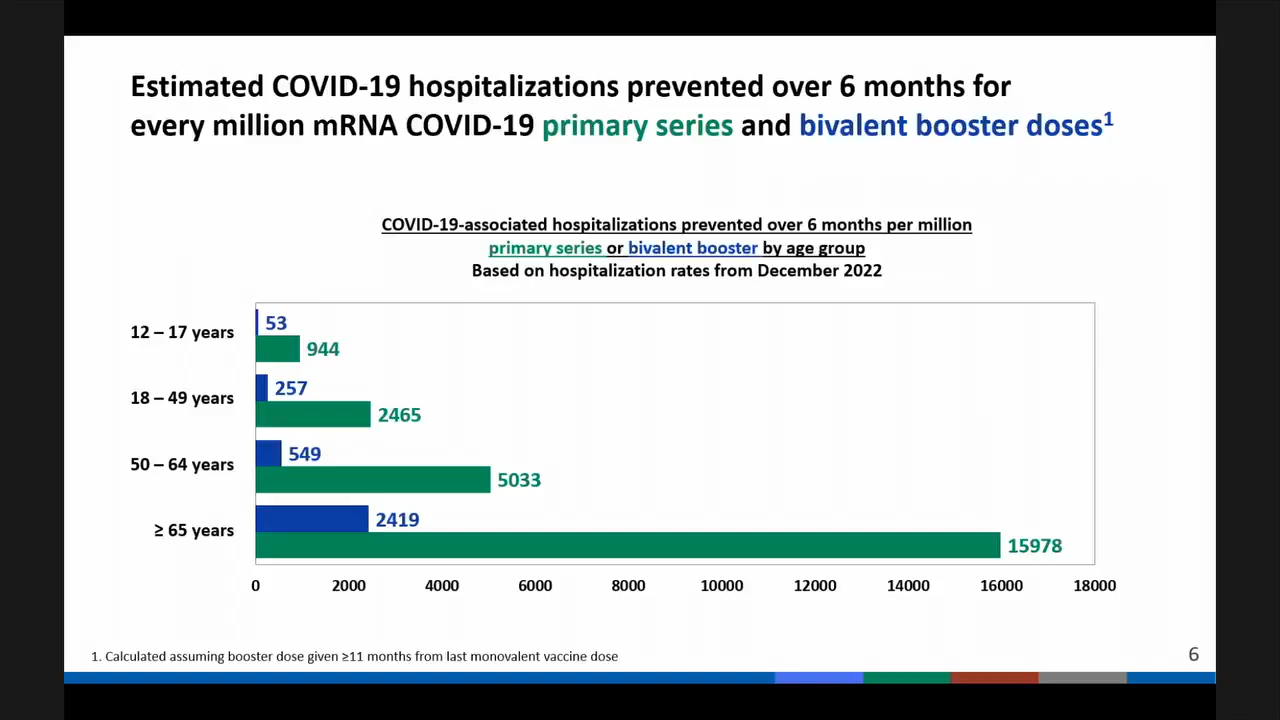 Estimated COVID-19 hospitalizations prevented over 6 months for
every million mRNA COVID-19 primary series and bivalent booster doses¹
COVID-19-associated hospitalizations prevented over 6 months per million
primary series or bivalent booster by age group
Based on hospitalization rates from December 2022
12 – 17 years
53
944
18 – 49 years
257
2465
50 – 64 years
549
5033
≥ 65 years
2419
15978
0 2000 4000 6000 8000 10000 12000 14000 16000 18000
1. Calculated assuming booster dose given ≥11 months from last monovalent vaccine dose
6